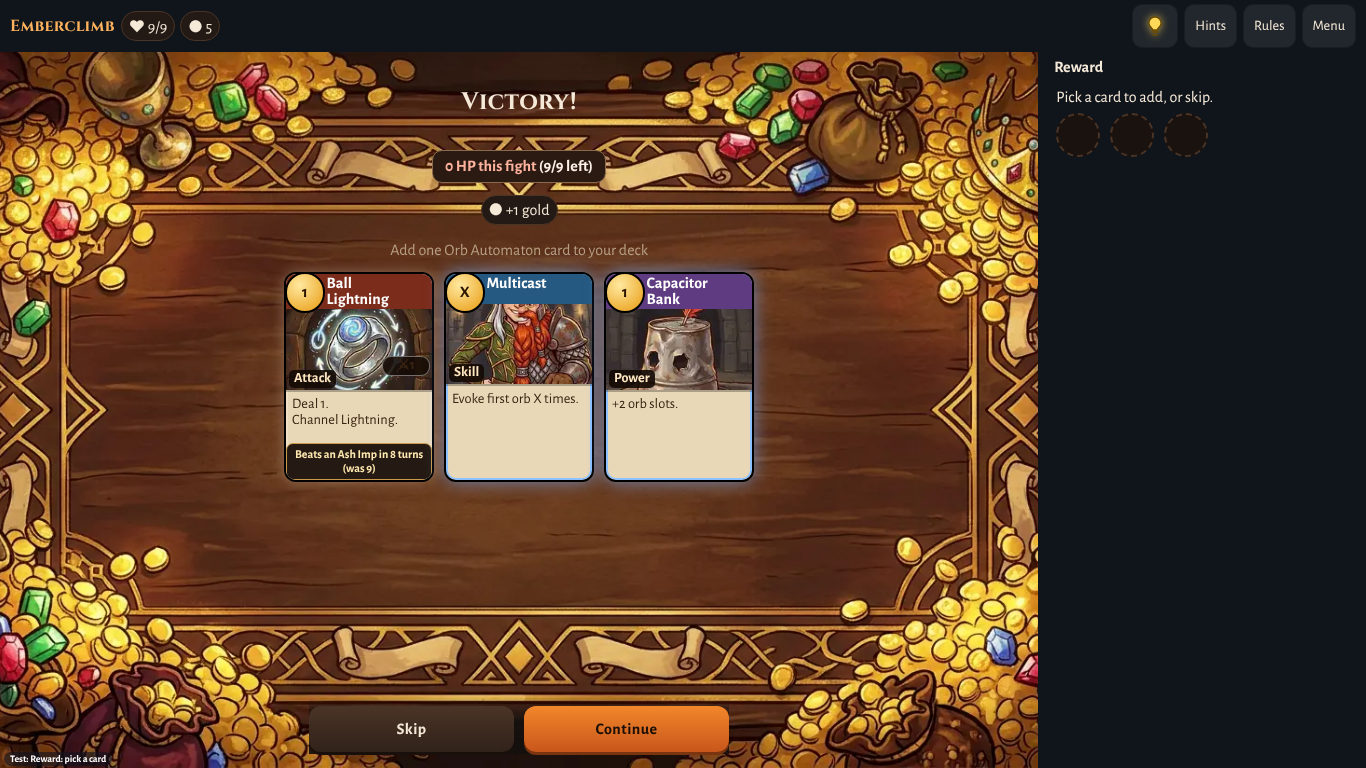 EMBERCLIMB 9/9 5 Hints Rules Menu
Reward
Pick a card to add, or skip.
VICTORY!
0 HP this fight (9/9 left)
+1 gold
Add one Orb Automaton card to your deck
1 Ball
Lightning
Attack
Deal 1.
Channel Lightning.
Beats an Ash Imp in 8 turns
(was 9)
X Multicast
Skill
Evoke first orb X times.
1 Capacitor
Bank
Power
+2 orb slots.
Skip Continue
Test: Reward: pick a card